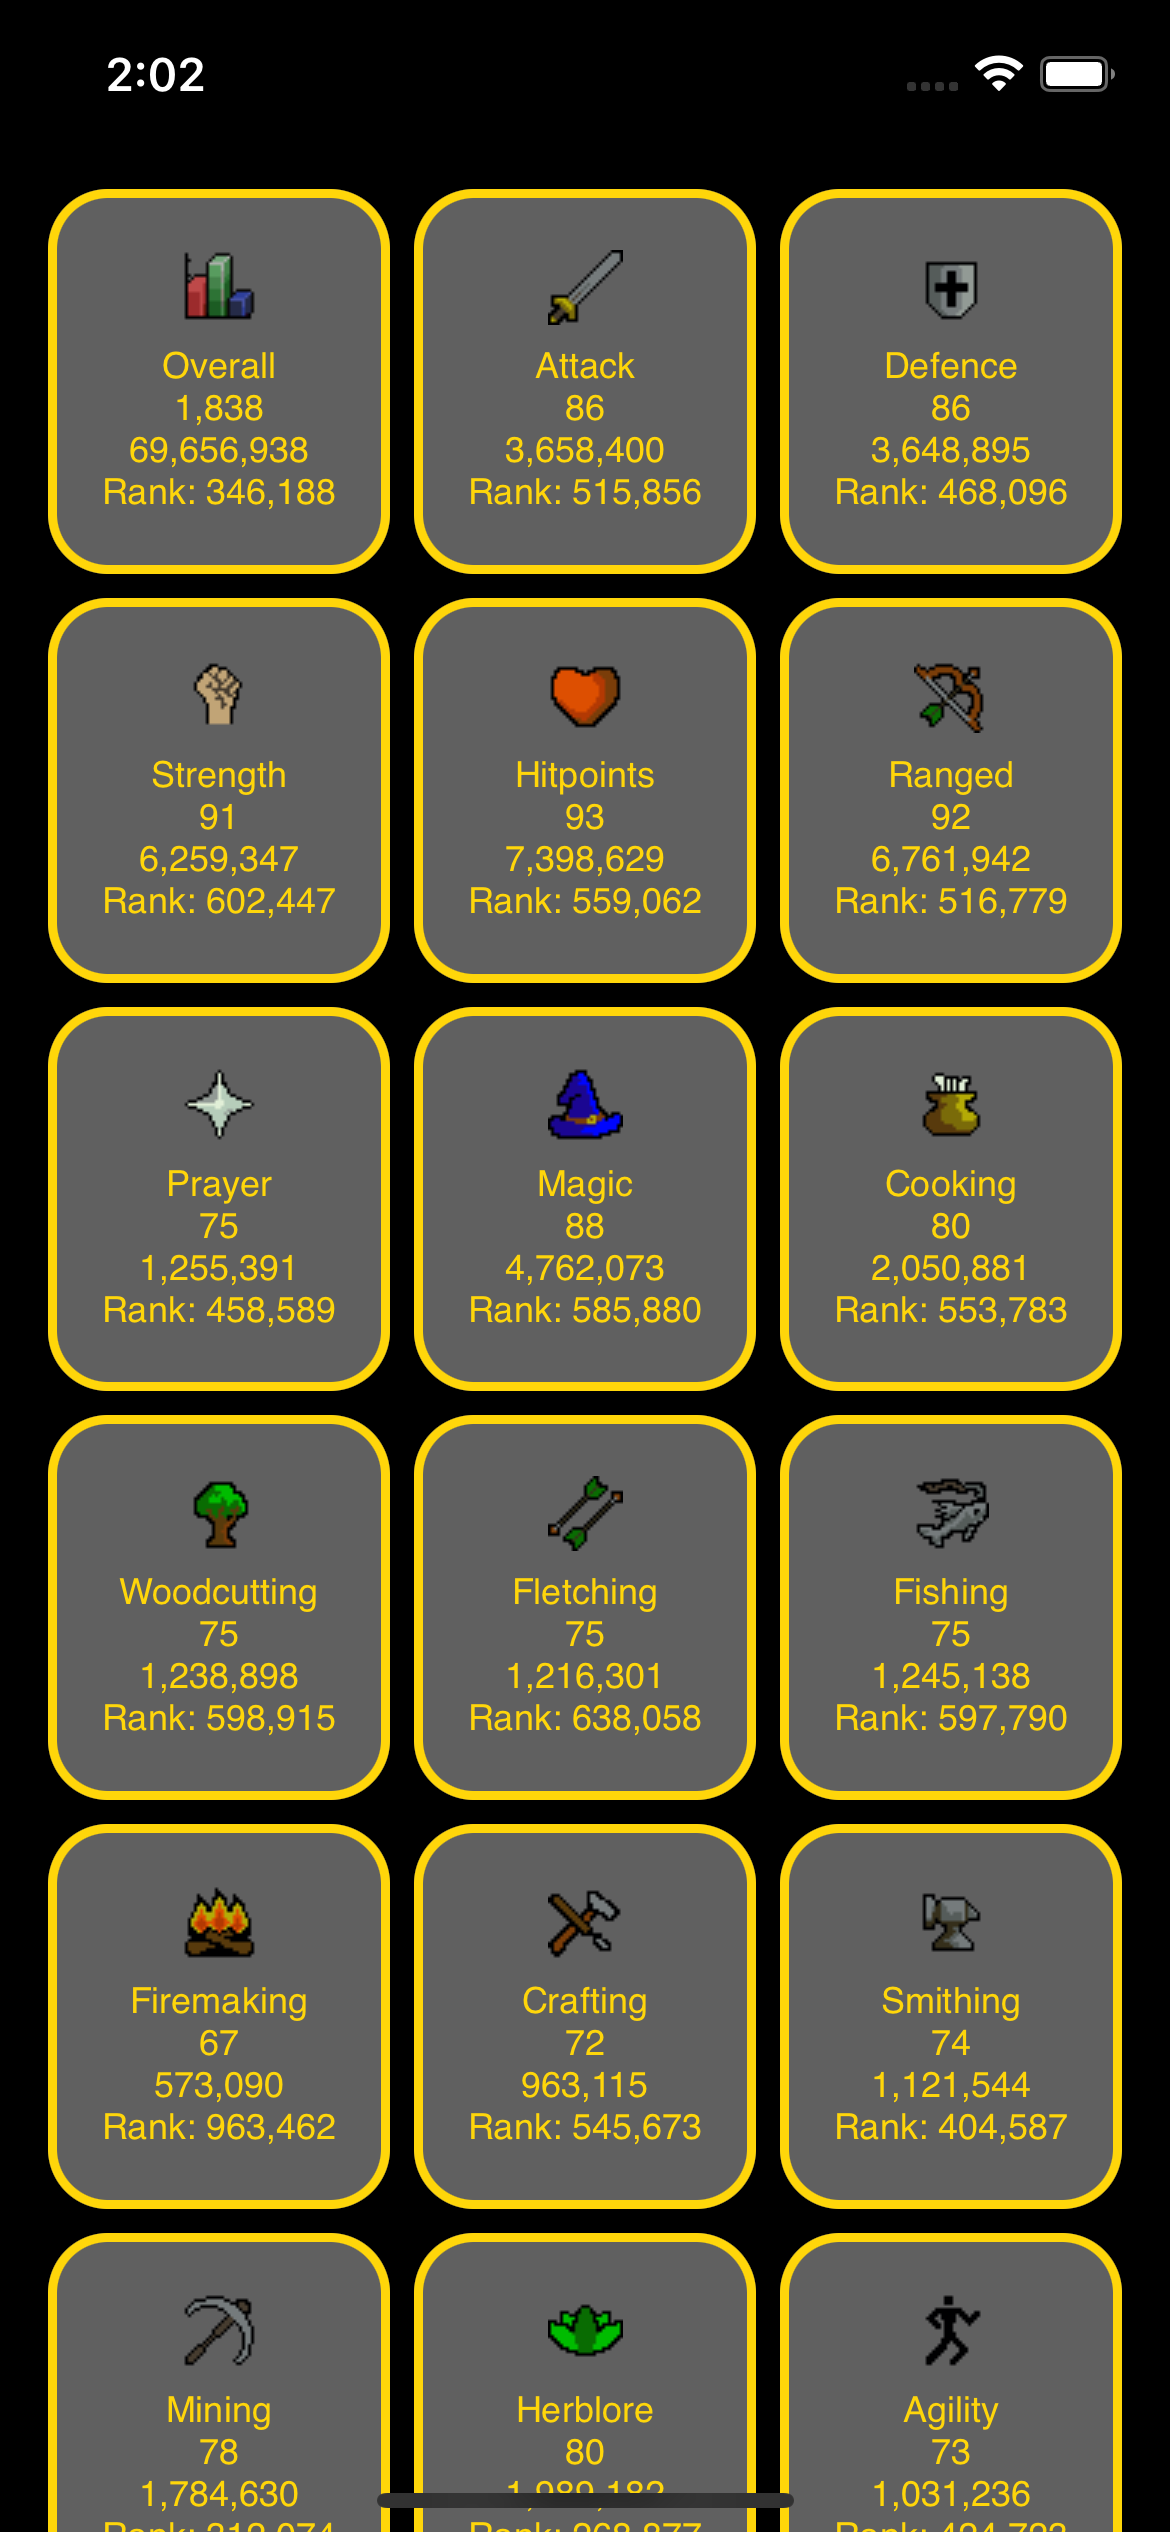 2:02
Overall
1,838
69,656,938
Rank: 346,188
Attack
86
3,658,400
Rank: 515,856
Defence
86
3,648,895
Rank: 468,096
Strength
91
6,259,347
Rank: 602,447
Hitpoints
93
7,398,629
Rank: 559,062
Ranged
92
6,761,942
Rank: 516,779
Prayer
75
1,255,391
Rank: 458,589
Magic
88
4,762,073
Rank: 585,880
Cooking
80
2,050,881
Rank: 553,783
Woodcutting
75
1,238,898
Rank: 598,915
Fletching
75
1,216,301
Rank: 638,058
Fishing
75
1,245,138
Rank: 597,790
Firemaking
67
573,090
Rank: 963,462
Crafting
72
963,115
Rank: 545,673
Smithing
74
1,121,544
Rank: 404,587
Mining
78
1,784,630
Rank:
Herblore
80
Rank:
Agility
73
1,031,236
Rank: